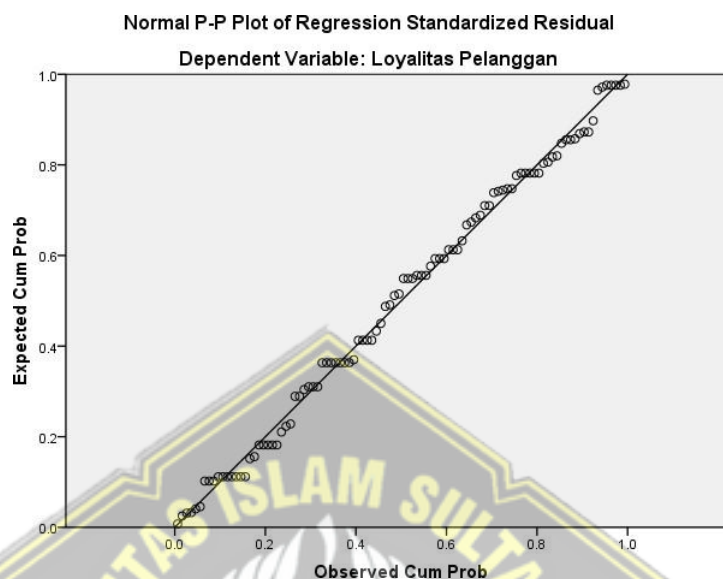 Normal P-P Plot of Regression Standardized Residual
Dependent Variable: Loyalitas Pelanggan
Expected Cum Prob
1.0
0.8
0.6
0.4
0.2
0.0
0.0 0.2 0.4 0.6 0.8 1.0
Observed Cum Prob
ISLAM SUL